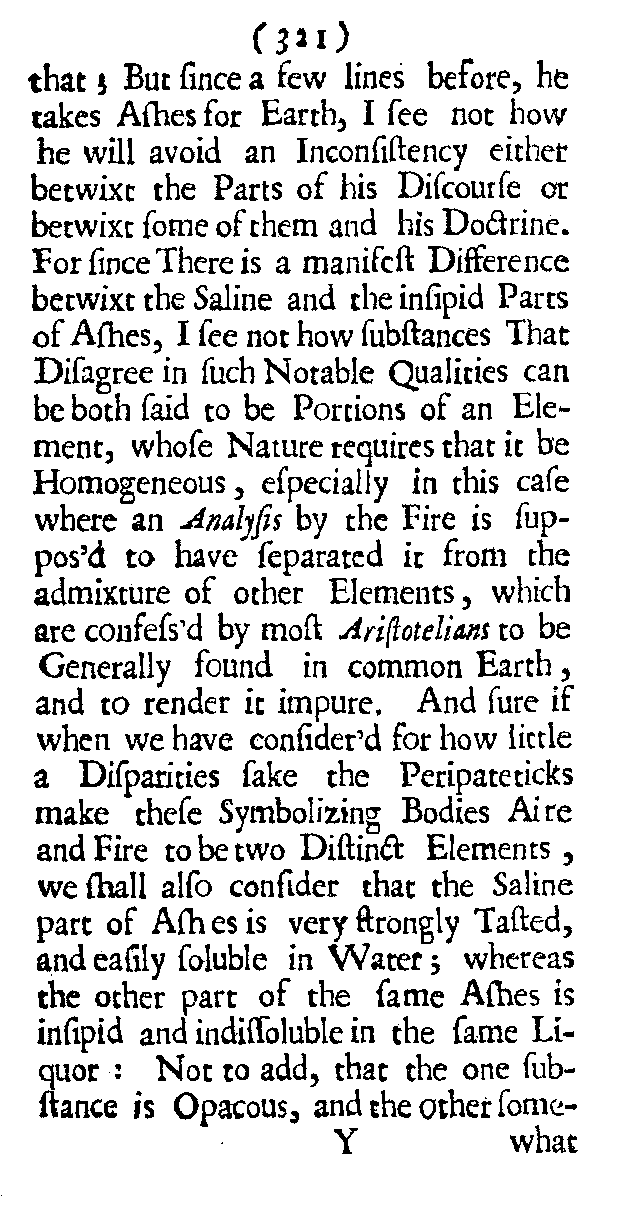 (321)
that ; But ſince a few lines before, he
takes Aſhes for Earth, I ſee not how
he will avoid an Inconſiſtency either
betwixt the Parts of his Diſcourſe or
betwixt ſome of them and his Doctrine.
For ſince There is a manifeſt Difference
betwixt the Saline and the inſipid Parts
of Aſhes, I ſee not how ſubſtances That
Diſagree in ſuch Notable Qualities can
be both ſaid to be Portions of an Ele-
ment, whoſe Nature requires that it be
Homogeneous, eſpecially in this caſe
where an Analyſis by the Fire is ſup-
pos'd to have ſeparated it from the
admixture of other Elements, which
are confeſs'd by moſt Ariſtotelians to be
Generally found in common Earth,
and to render it impure. And ſure if
when we have conſider'd for how little
a Diſparities ſake the Peripateticks
make theſe Symbolizing Bodies Aire
and Fire to be two Diſtinct Elements,
we ſhall alſo conſider that the Saline
part of Aſhes is very ſtrongly Taſted,
and eaſily ſoluble in Water; whereas
the other part of the ſame Aſhes is
inſipid and indiſſoluble in the ſame Li-
quor : Not to add, that the one ſub-
ſtance is Opacous, and the other ſome-
Y what